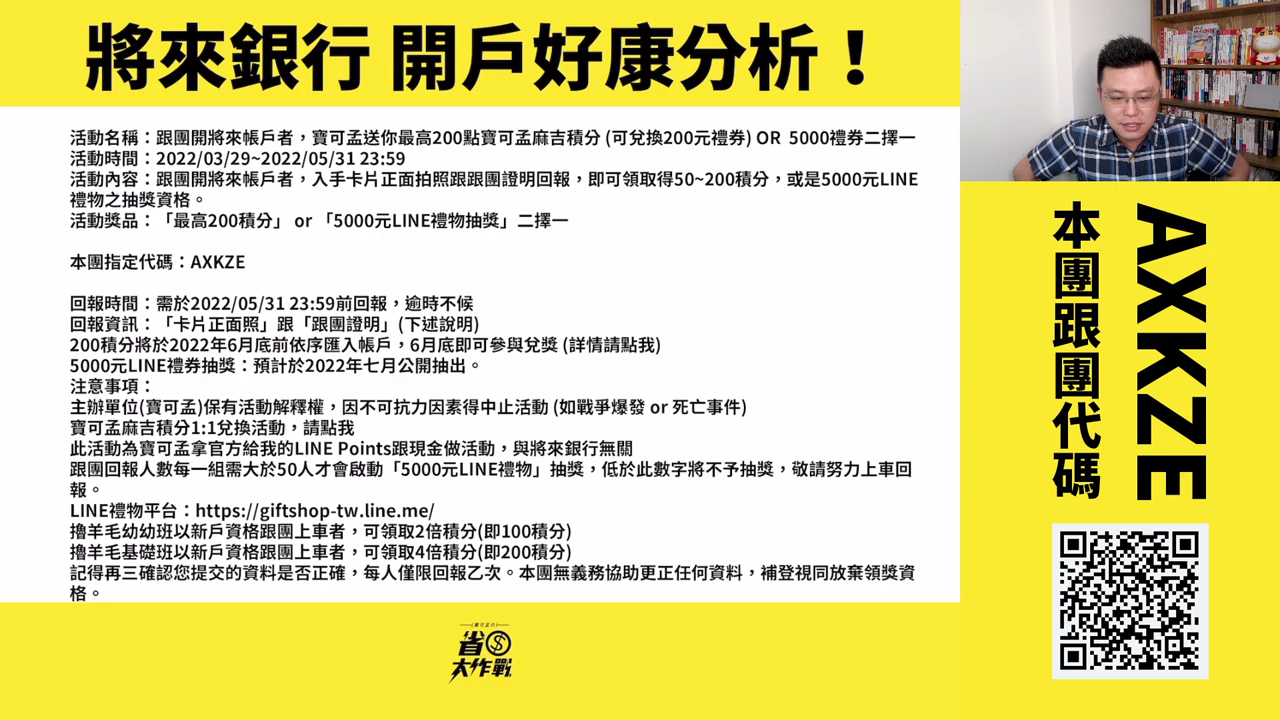 將來銀行 開戶好康分析！
活動名稱：跟團開將來帳戶者，寶可孟送你最高200點寶可孟麻吉積分 (可兌換200元禮券) OR 5000禮券二擇一
活動時間：2022/03/29~2022/05/31 23:59
活動內容：跟團開將來帳戶者，入手卡片正面拍照跟跟團證明回報，即可領取得50~200積分，或是5000元LINE
禮物之抽獎資格。
活動獎品：「最高200積分」 or 「5000元LINE禮物抽獎」二擇一
本團指定代碼：AXKZE
回報時間：需於2022/05/31 23:59前回報，逾時不候
回報資訊：「卡片正面照」跟「跟團證明」(下述說明)
200積分將於2022年6月底前依序匯入帳戶，6月底即可參與兌獎 (詳情請點我)
5000元LINE禮券抽獎：預計於2022年七月公開抽出。
注意事項：
主辦單位(寶可孟)保有活動解釋權，因不可抗力因素得中止活動 (如戰爭爆發 or 死亡事件)
寶可孟麻吉積分1:1兌換活動，請點我
此活動為寶可孟拿官方給我的LINE Points跟現金做活動，與將來銀行無關
跟團回報人數每一組需大於50人才會啟動「5000元LINE禮物」抽獎，低於此數字將不予抽獎，敬請努力上車回
報。
LINE禮物平台：https://giftshop-tw.line.me/
擼羊毛幼幼班以新戶資格跟團上車者，可領取2倍積分(即100積分)
擼羊毛基礎班以新戶資格跟團上車者，可領取4倍積分(即200積分)
記得再三確認您提交的資料是否正確，每人僅限回報乙次。本團無義務協助更正任何資料，補登視同放棄領獎資
格。
寶可孟の
省$
大作戰
AXKZE
本團跟團代碼